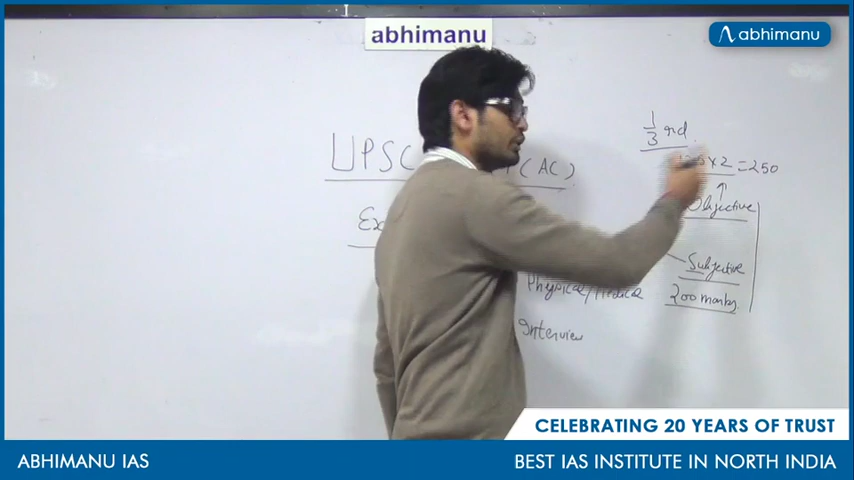 abhimanu
abhimanu
1/3 rd.
UPSC (AC)
×2 = 250
Objective
Subjective
200 marks
Physical/Medical
Interview
CELEBRATING 20 YEARS OF TRUST
ABHIMANU IAS
BEST IAS INSTITUTE IN NORTH INDIA